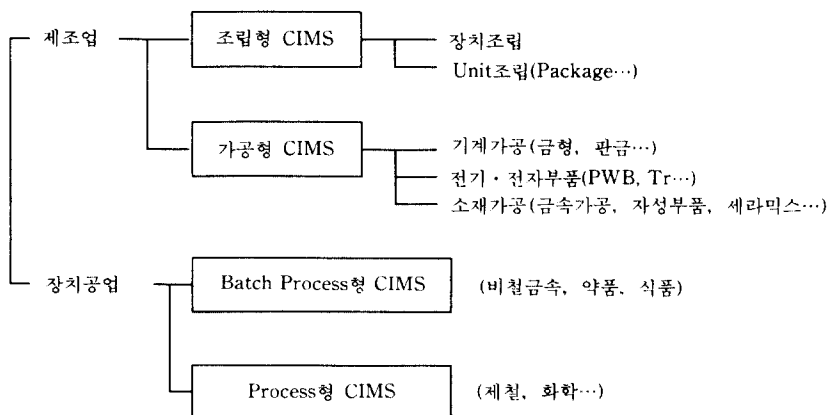 제조업 조립형 CIMS 장치조립
Unit조립(Package…)
가공형 CIMS 기계가공(금형, 판금…)
전기·전자부품(PWB, Tr…)
소재가공(금속가공, 자성부품, 세라믹스…)
장치공업 Batch Process형 CIMS (비철금속, 약품, 식품)
Process형 CIMS (제철, 화학…)